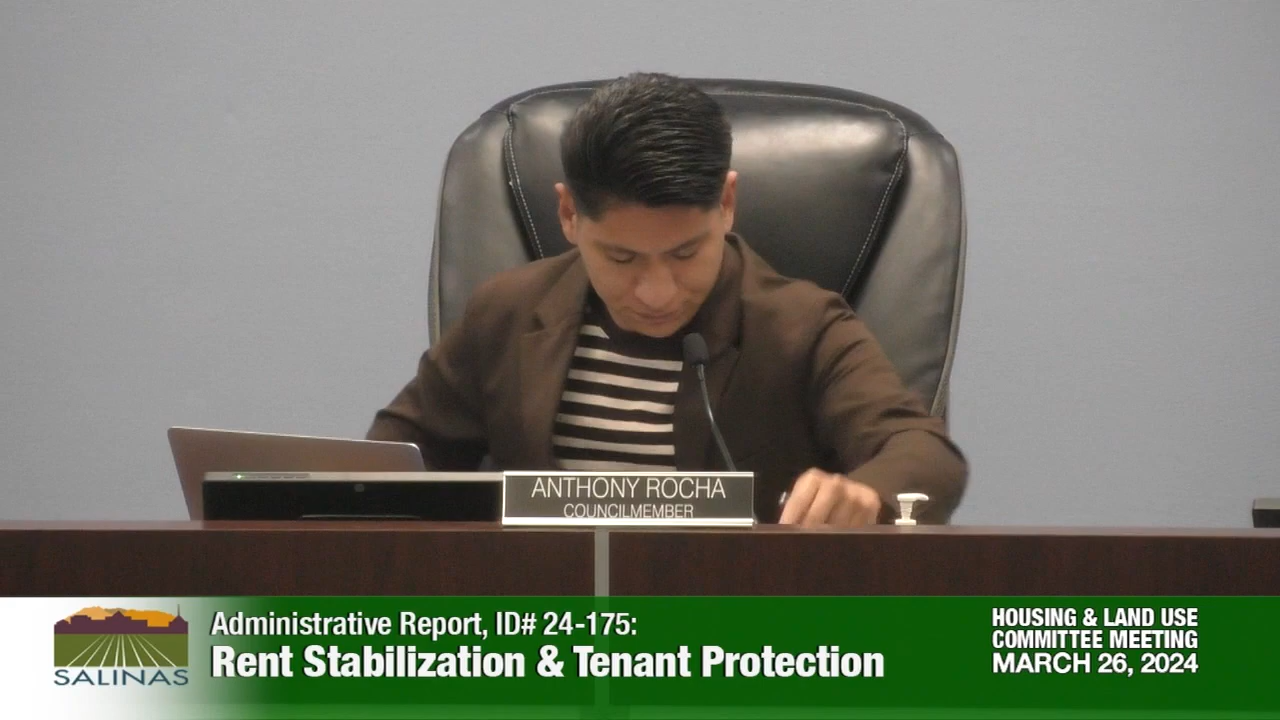 ANTHONY ROCHA
COUNCILMEMBER
SALINAS
Administrative Report, ID# 24-175:
Rent Stabilization & Tenant Protection
HOUSING & LAND USE
COMMITTEE MEETING
MARCH 26, 2024